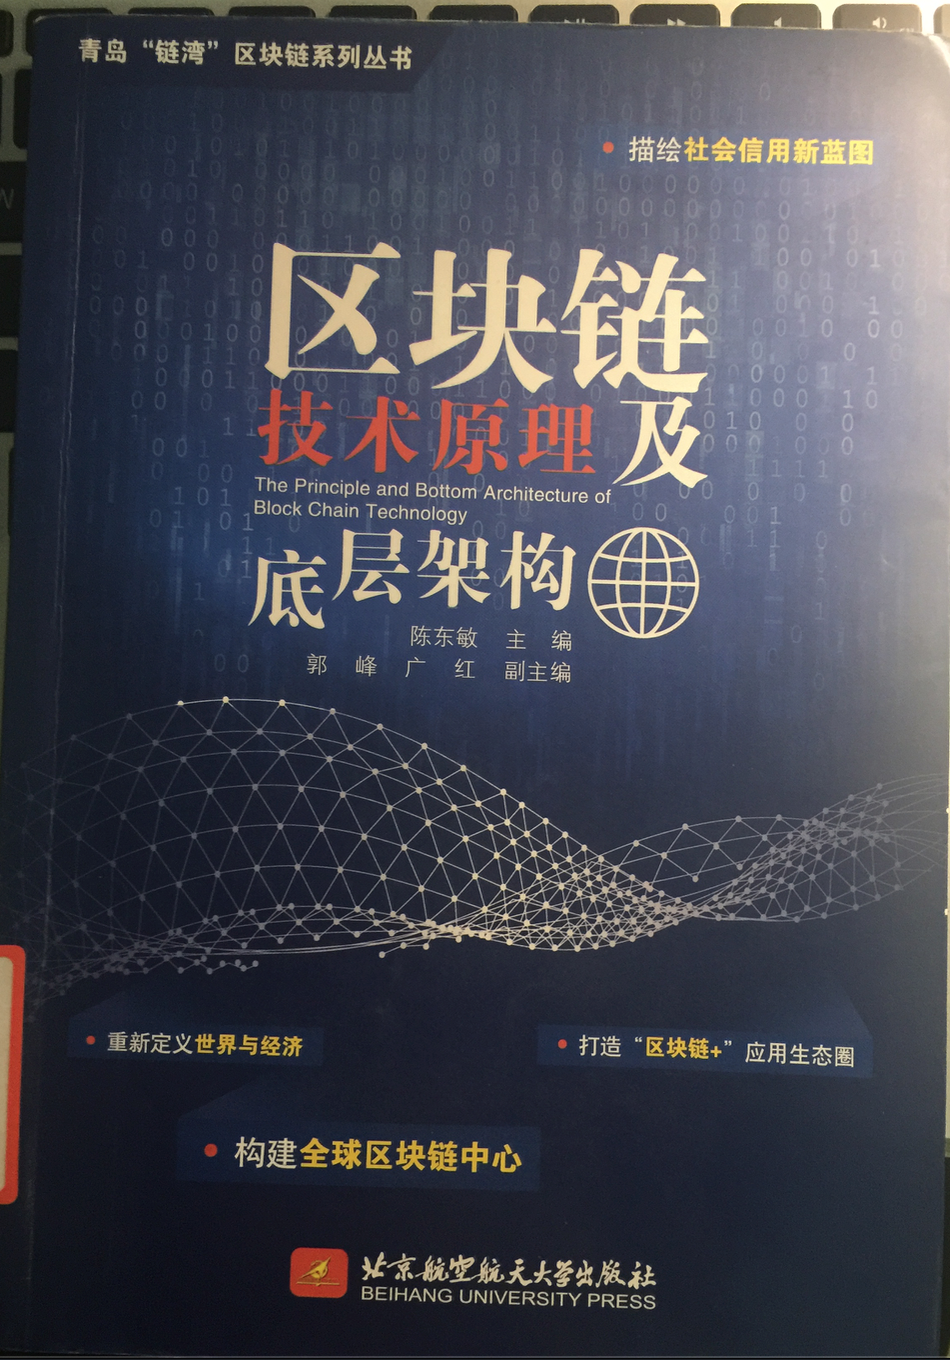 青岛“链湾”区块链系列丛书
描绘社会信用新蓝图
区块链
技术原理及
The Principle and Bottom Architecture of
Block Chain Technology
底层架构
陈东敏 主 编
郭 峰 广 红 副主编
重新定义世界与经济
打造“区块链+”应用生态圈
构建全球区块链中心
北京航空航天大学出版社
BEIHANG UNIVERSITY PRESS